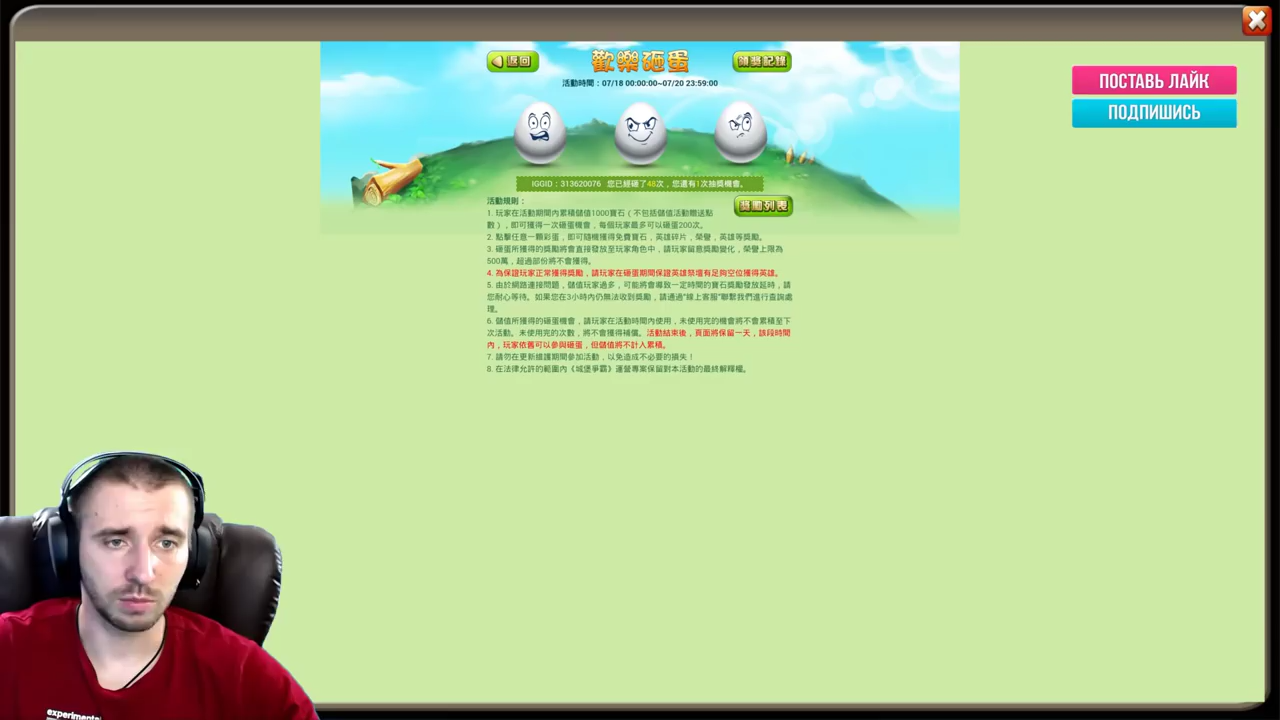 返回
歡樂砸蛋
領獎記錄
活動時間：07/18 00:00:00~07/20 23:59:00
ПОСТАВЬ ЛАЙК
ПОДПИШИСЬ
IGGID：313620076 您已經砸了48次，您還有1次抽獎機會。
活動規則：
獎勵列表
1. 玩家在活動期間內累積儲值1000寶石（不包括儲值活動贈送點
數），即可獲得一次砸蛋機會，每個玩家最多可以砸蛋200次。
2. 點擊任意一顆彩蛋，即可隨機獲得免費寶石，英雄碎片，榮譽，英雄等獎勵。
3. 砸蛋所獲得的獎勵將會直接發放至玩家角色中，請玩家留意獎勵變化，榮譽上限為
500萬，超過部份將不會獲得。
4. 為保證玩家正常獲得獎勵，請玩家在砸蛋期間保證英雄祭壇有足夠空位獲得英雄。
5. 由於網路連接問題，儲值玩家過多，可能將會導致一定時間的寶石獎勵發放延時，請
您耐心等待。如果您在3小時內仍無法收到獎勵，請通過“線上客服”聯繫我們進行查詢處
理。
6. 儲值所獲得的砸蛋機會，請玩家在活動時間內使用，未使用完的機會將不會累積至下
次活動。未使用完的次數，將不會獲得補償。活動結束後，頁面將保留一天，該段時間
內，玩家依舊可以參與砸蛋，但儲值將不計入累積。
7. 請勿在更新維護期間參加活動，以免造成不必要的損失！
8. 在法律允許的範圍內《城堡爭霸》運營專案保留對本活動的最終解釋權。
experimental